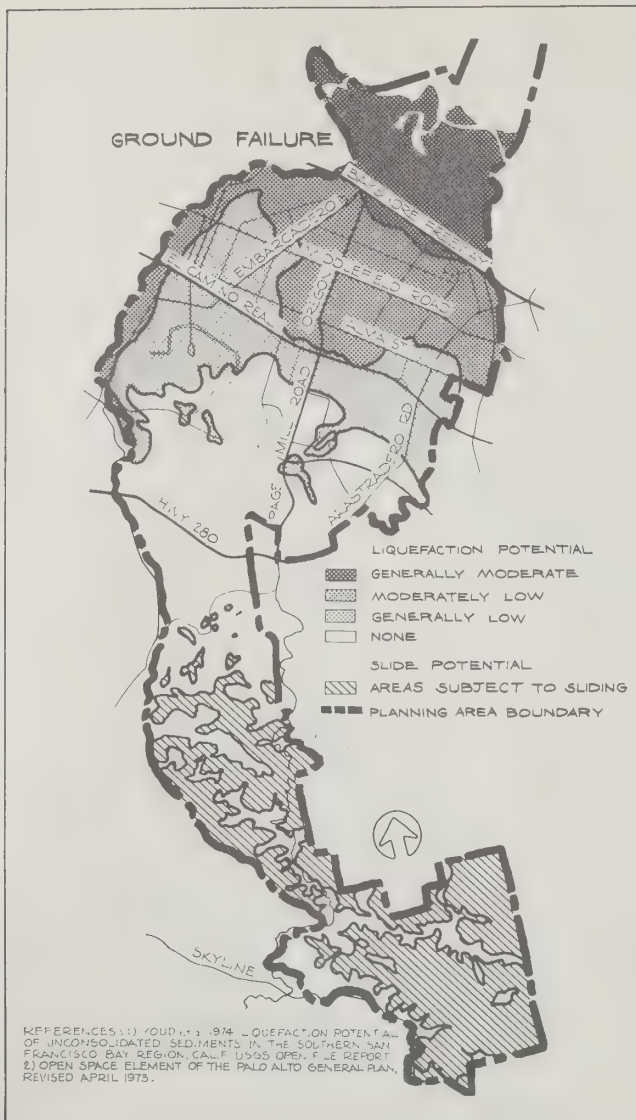 GROUND FAILURE
BAYSHORE FREEWAY
EMBARCADERO
MIDDLEFIELD ROAD
EL CAMINO REAL
OREGON
ALMA ST.
PAGE MILL ROAD
ARASTRADERO RD
HWY 280
LIQUEFACTION POTENTIAL
GENERALLY MODERATE
MODERATELY LOW
GENERALLY LOW
NONE
SLIDE POTENTIAL
AREAS SUBJECT TO SLIDING
PLANNING AREA BOUNDARY
SKYLINE
REFERENCES: 1) 1974 LIQUEFACTION POTENTIAL
OF UNCONSOLIDATED SEDIMENTS IN THE SOUTHERN SAN
FRANCISCO BAY REGION, CALIF. USGS OPEN FILE REPORT
2) OPEN SPACE ELEMENT OF THE PALO ALTO GENERAL PLAN,
REVISED APRIL 1973.